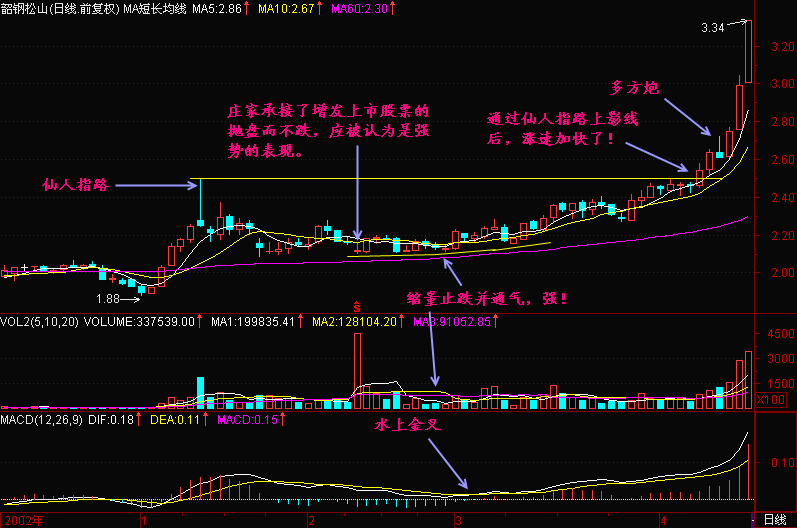 韶钢松山(日线.前复权) MA短长均线 MA5:2.86↑ MA10:2.67↑ MA60:2.30↑
3.34
3.20
3.00
多方炮
庄家承接了增发上市股票的
抛盘而不跌，应被认为是强
势的表现。
通过仙人指路上影线
后，涨速加快了！
2.80
2.60
仙人指路
2.40
2.20
2.00
1.88
缩量止跌并通气，强！
ŝ
VOL2(5,10,20) VOLUME:337539.00↑ MA1:199835.41↑ MA2:128104.20↑ MA3:91052.85↑
4500
3000
1500
X100
MACD(12,26,9) DIF:0.18↑ DEA:0.11↑ MACD:0.15↑
水上金叉
0.10
2002年 1 2 3 4 日线